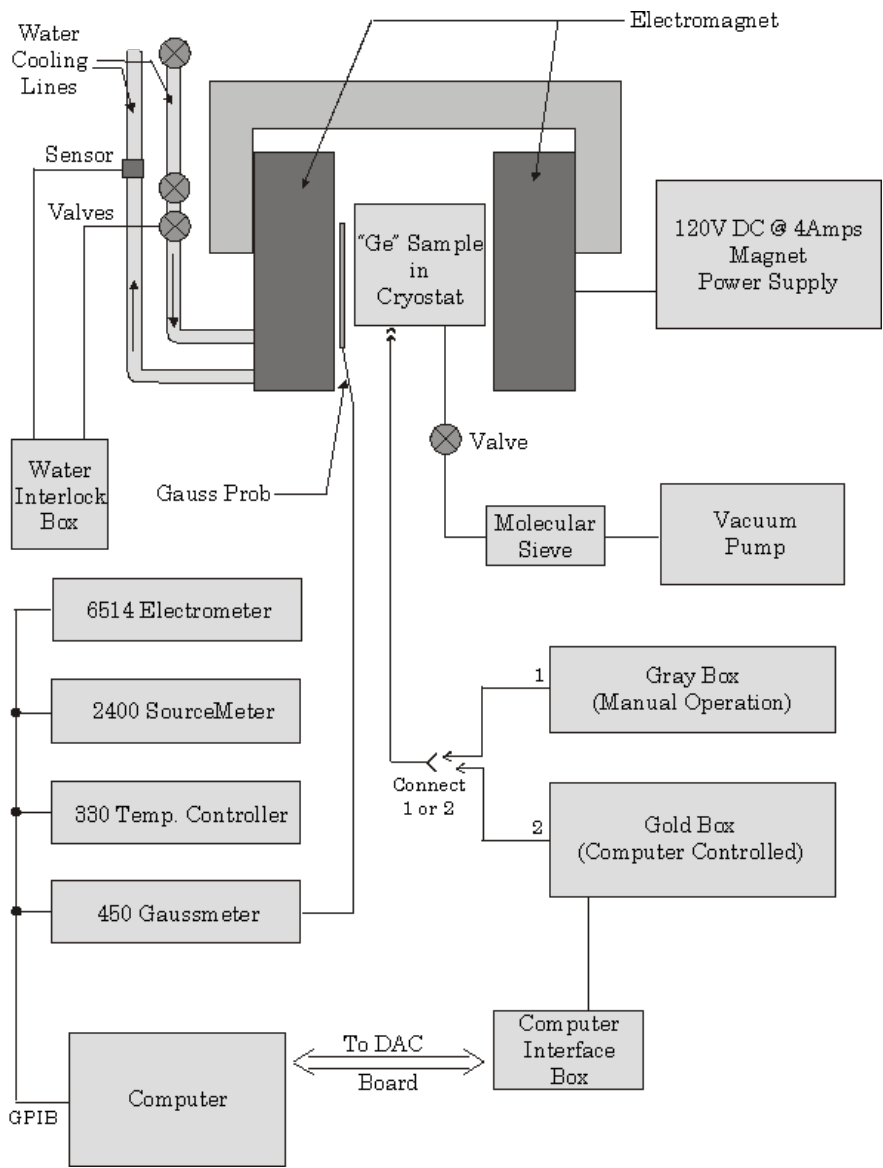 Water
Cooling
Lines
Electromagnet
Sensor
Valves
"Ge" Sample
in
Cryostat
120V DC @ 4Amps
Magnet
Power Supply
Valve
Water
Interlock
Box
Gauss Prob
Molecular
Sieve
Vacuum
Pump
6514 Electrometer
2400 SourceMeter
330 Temp. Controller
450 Gaussmeter
1
Gray Box
(Manual Operation)
Connect
1 or 2
2
Gold Box
(Computer Controlled)
GPIB
Computer
To DAC
Board
Computer
Interface
Box